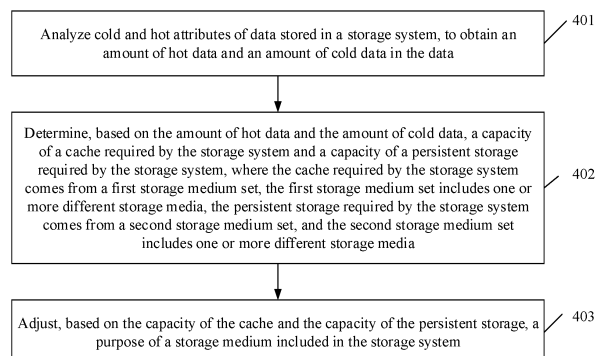 Analyze cold and hot attributes of data stored in a storage system, to obtain an
amount of hot data and an amount of cold data in the data
401
Determine, based on the amount of hot data and the amount of cold data, a capacity
of a cache required by the storage system and a capacity of a persistent storage
required by the storage system, where the cache required by the storage system
comes from a first storage medium set, the first storage medium set includes one or
more different storage media, the persistent storage required by the storage system
comes from a second storage medium set, and the second storage medium set
includes one or more different storage media
402
Adjust, based on the capacity of the cache and the capacity of the persistent storage, a
purpose of a storage medium included in the storage system
403